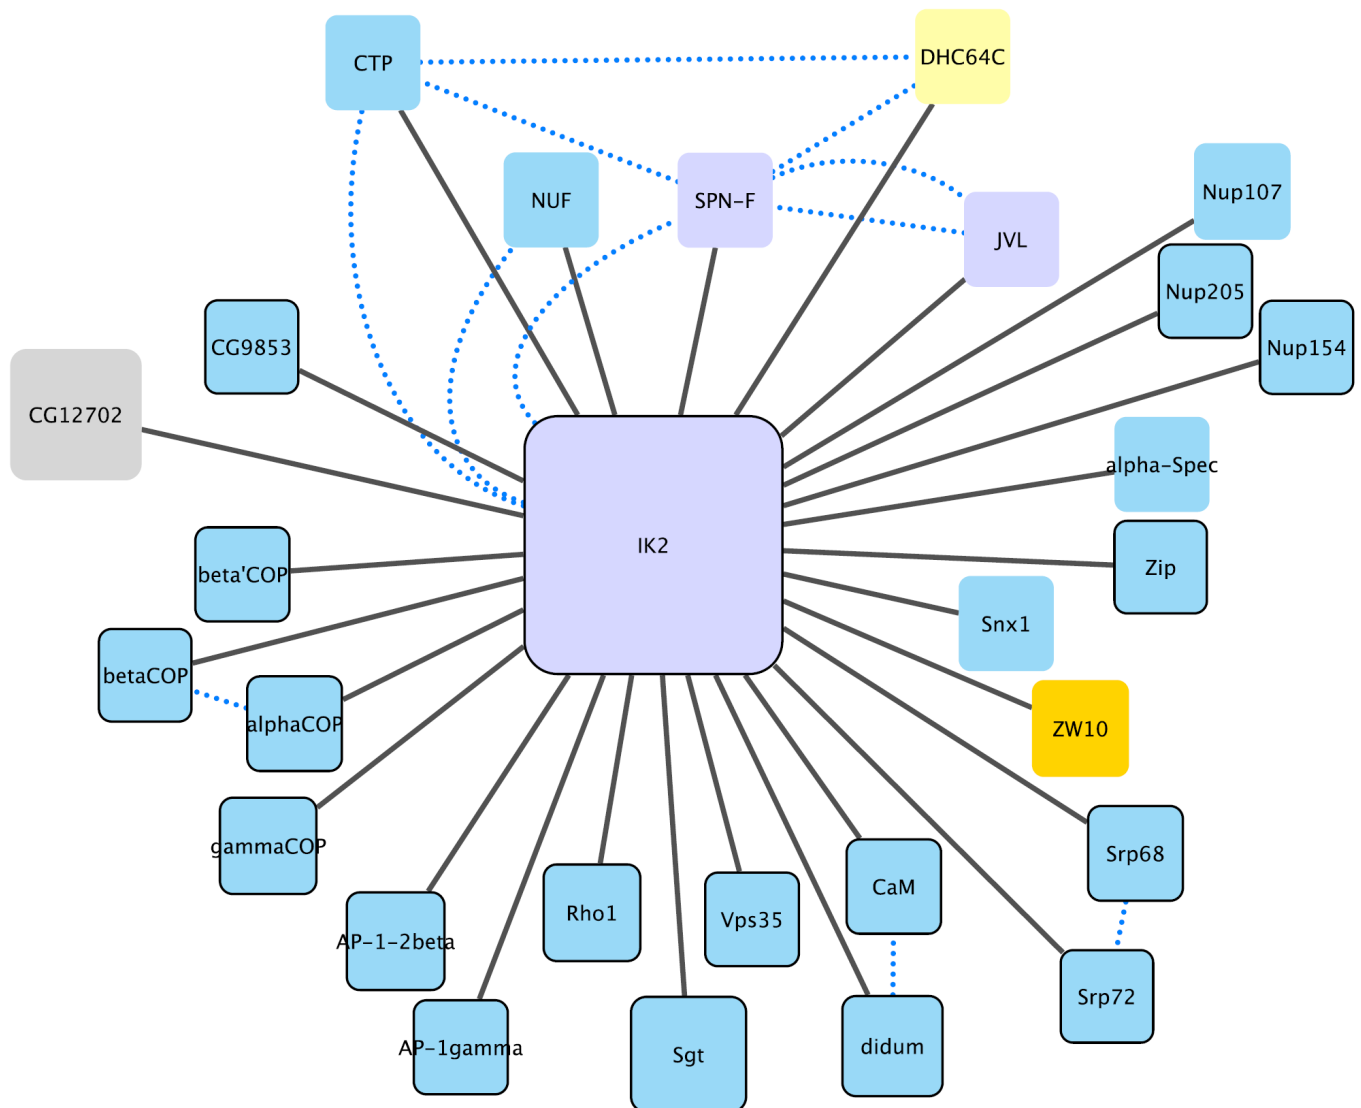 CTP
DHC64C
NUF
SPN-F
Nup107
JVL
Nup205
CG9853
Nup154
CG12702
alpha-Spec
IK2
Zip
beta'COP
Snx1
betaCOP
alphaCOP
ZW10
gammaCOP
Srp68
CaM
Rho1
Vps35
AP-1-2beta
Srp72
AP-1gamma
Sgt
didum